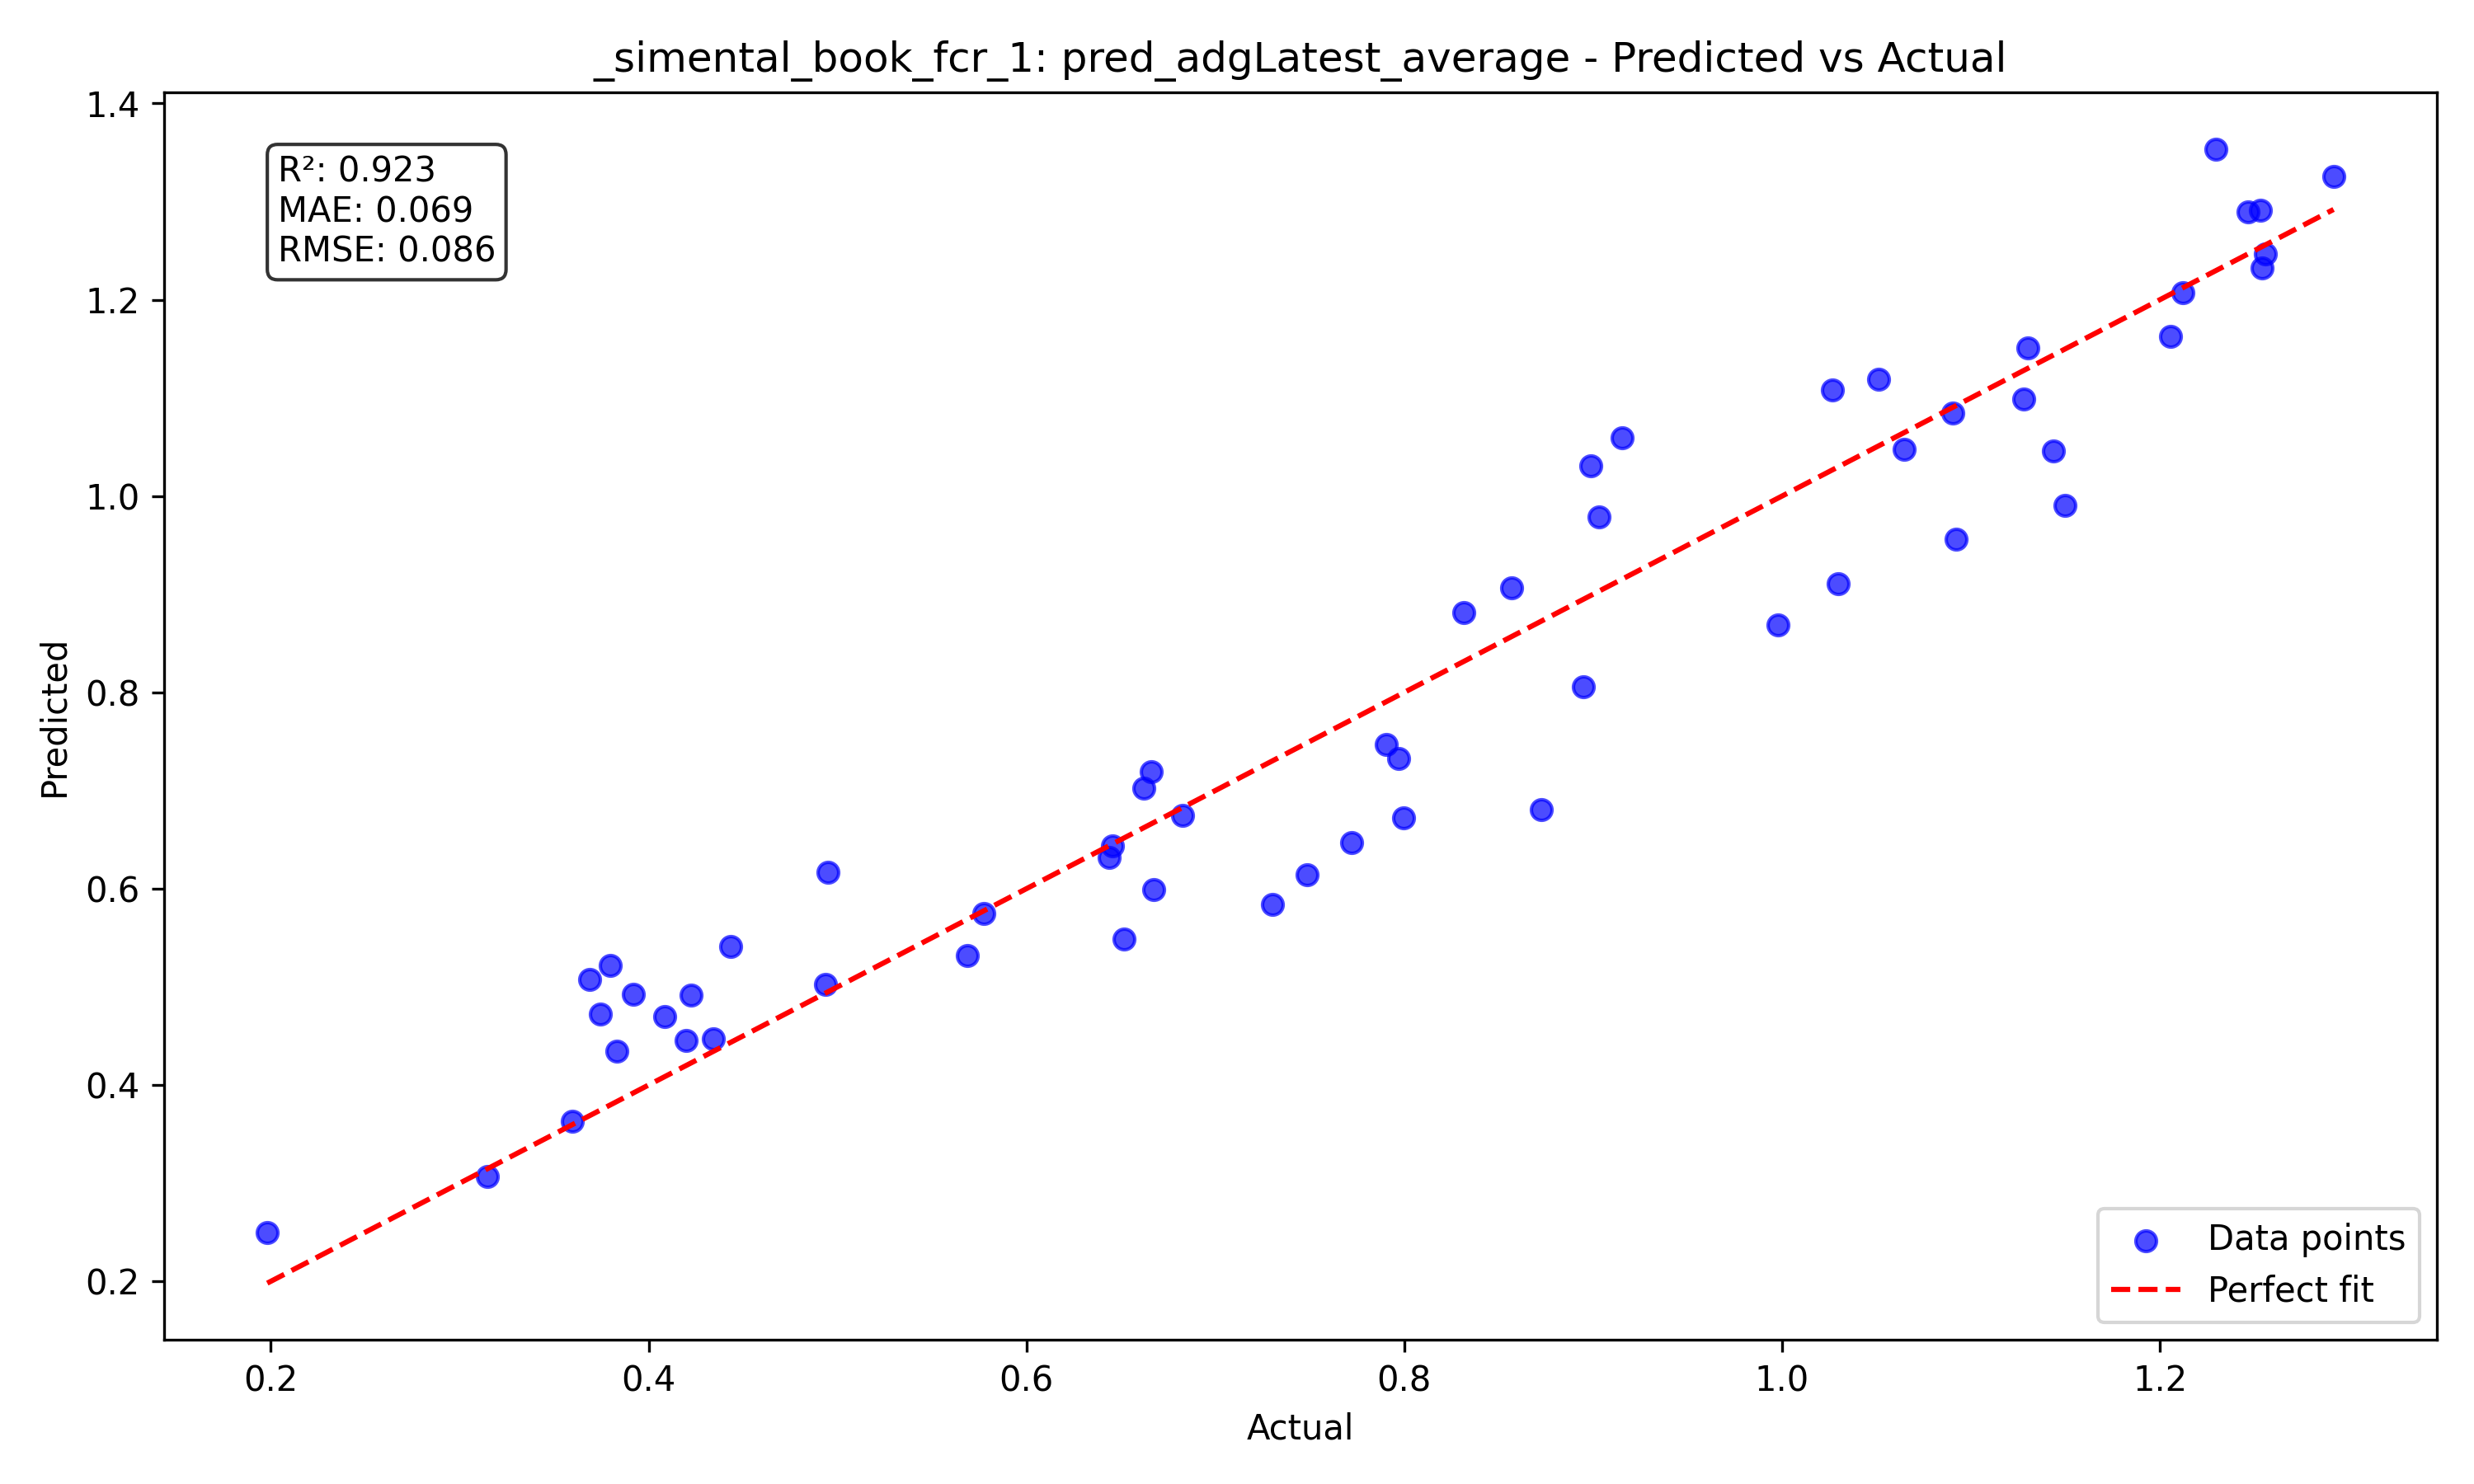 _simental_book_fcr_1: pred_adgLatest_average - Predicted vs Actual
R²: 0.923
MAE: 0.069
RMSE: 0.086
1.4
1.2
1.0
0.8
0.6
0.4
0.2
Predicted
0.2
0.4
0.6
0.8
1.0
1.2
Actual
Data points
Perfect fit